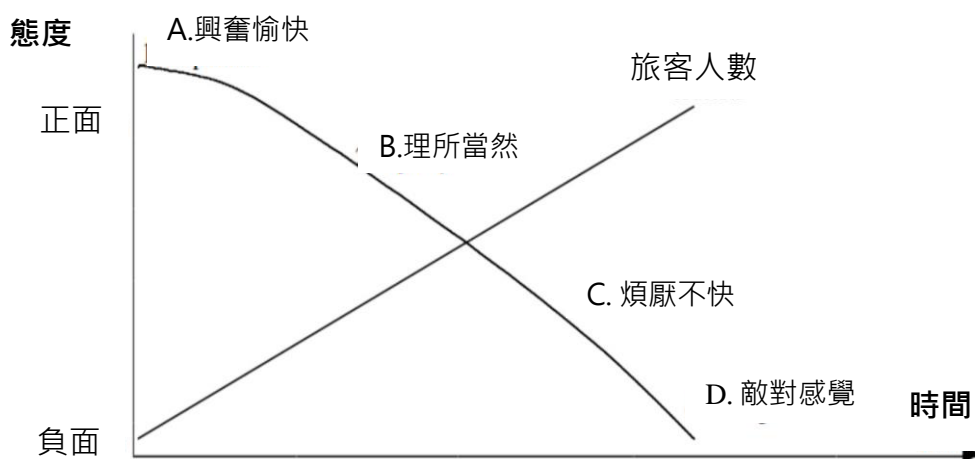 態度
A.興奮愉快
旅客人數
正面
B.理所當然
C. 煩厭不快
D. 敵對感覺
時間
負面